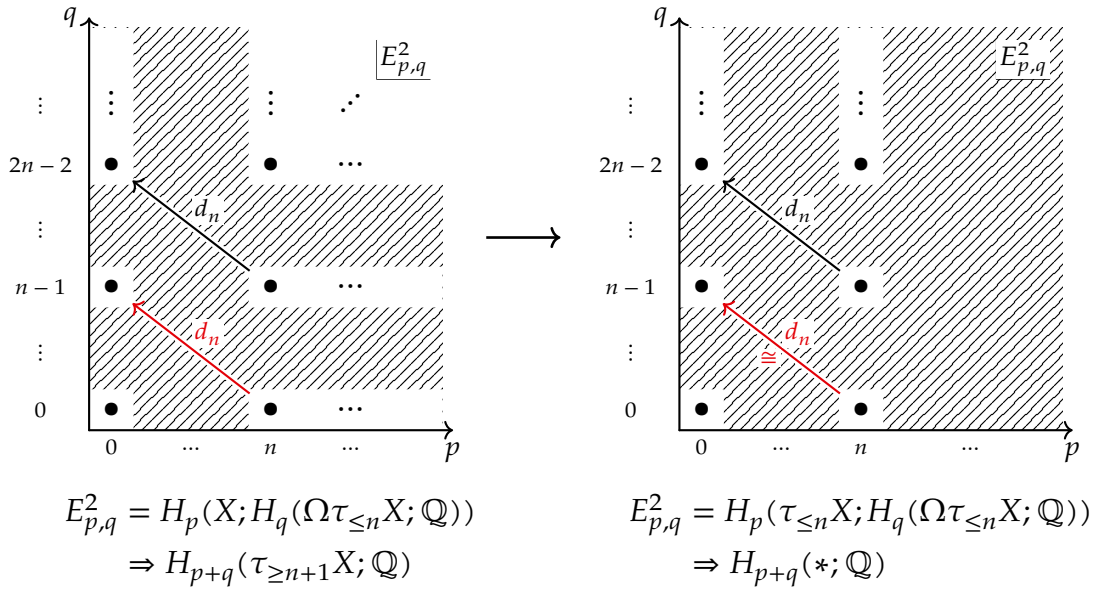 q
E^2_{p,q}
⋮
⋮ ⋮ ⋰
2n − 2 ⋯
d_n
⋮
n − 1 ⋯
d_n
⋮
0 ⋯
0 ⋯ n ⋯ p
E^2_{p,q} = H_p(X; H_q(Ωτ_{≤n}X; ℚ))
⇒ H_{p+q}(τ_{≥n+1}X; ℚ)
q
E^2_{p,q}
⋮
⋮ ⋮
2n − 2
d_n
⋮
n − 1
d_n
≅
⋮
0
0 ⋯ n ⋯ p
E^2_{p,q} = H_p(τ_{≤n}X; H_q(Ωτ_{≤n}X; ℚ))
⇒ H_{p+q}(∗; ℚ)